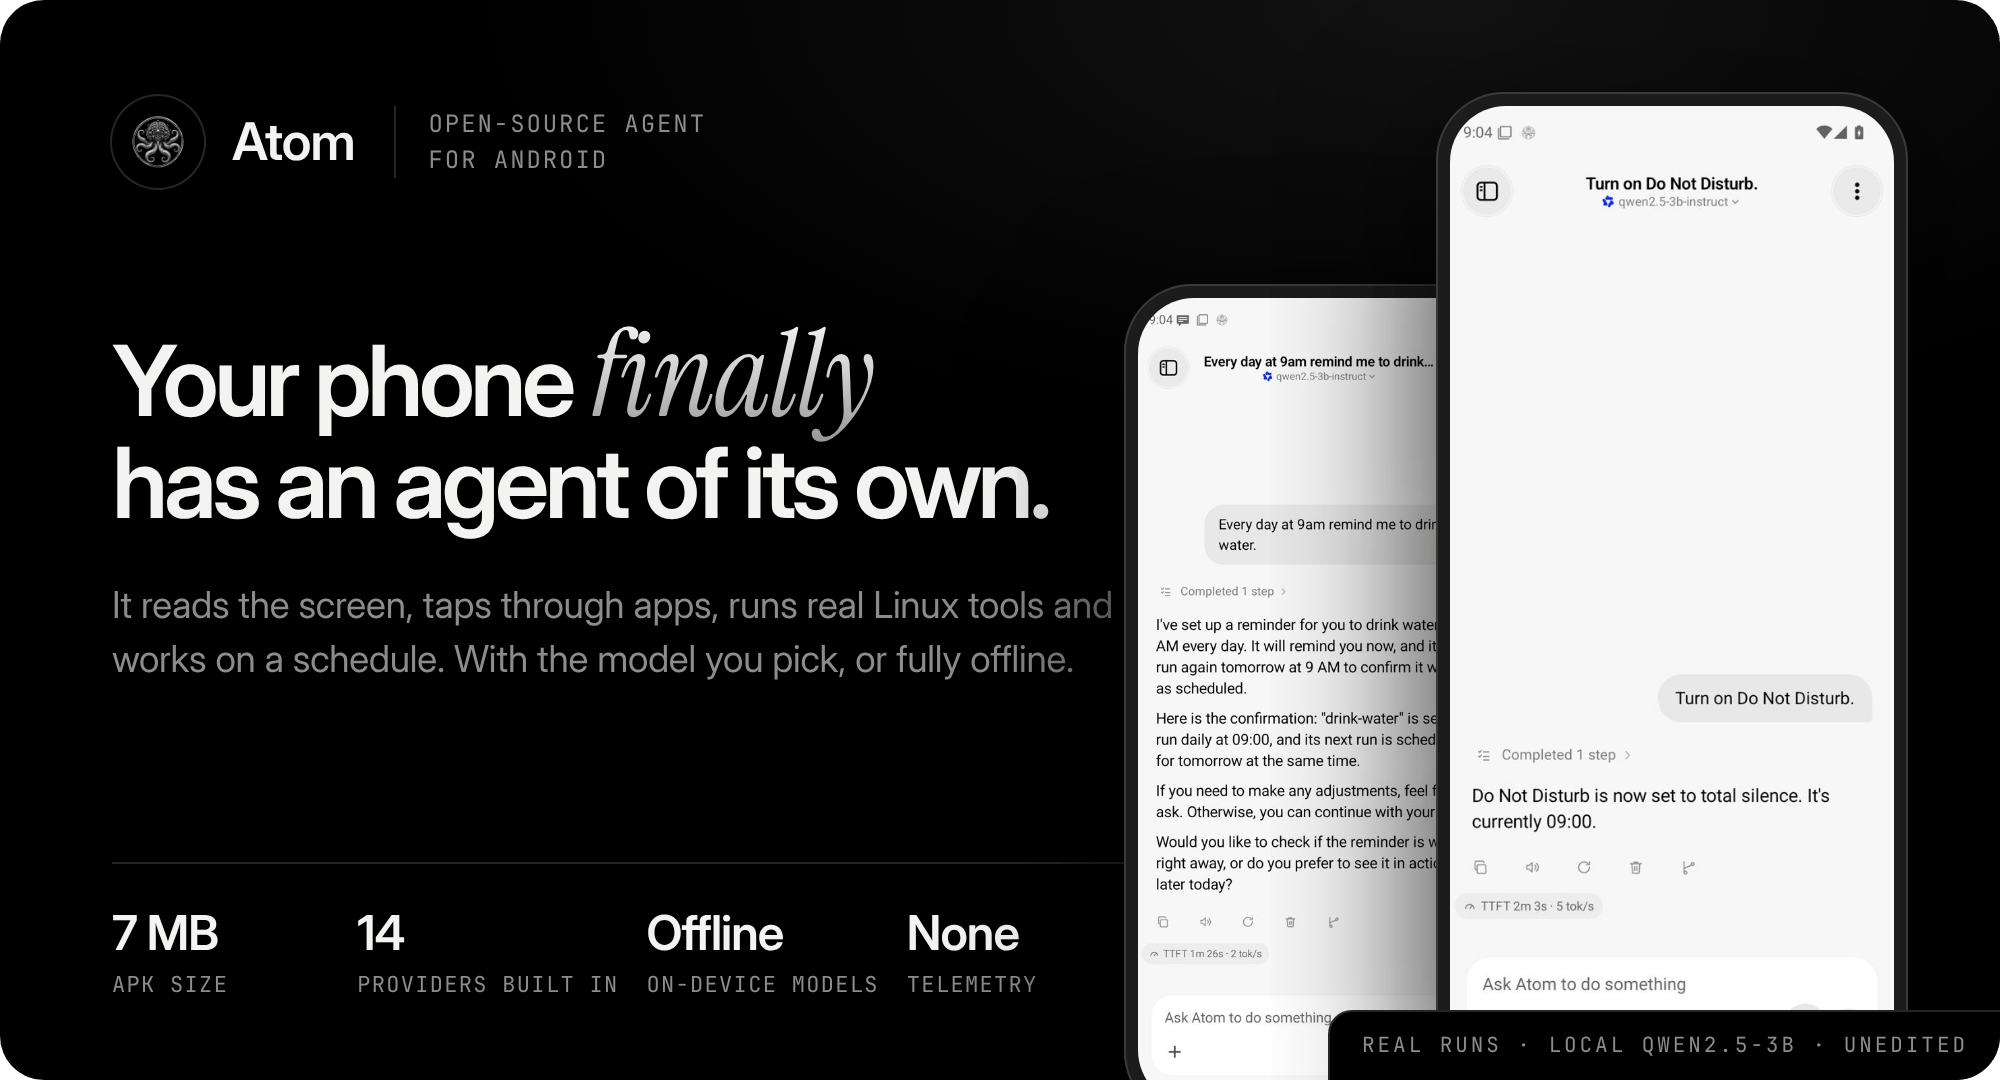 Atom
OPEN-SOURCE AGENT
FOR ANDROID
Your phone finally
has an agent of its own.
It reads the screen, taps through apps, runs real Linux tools and
works on a schedule. With the model you pick, or fully offline.
7 MB
APK SIZE
14
PROVIDERS BUILT IN
Offline
ON-DEVICE MODELS
None
TELEMETRY
9:04
Every day at 9am remind me to drink...
qwen2.5-3b-instruct
Every day at 9am remind me to
water.
Completed 1 step
I've set up a reminder for you to drink water
AM every day. It will remind you now, and it
run again tomorrow at 9 AM to confirm it
as scheduled.
Here is the confirmation: "drink-water" is
run daily at 09:00, and its next run is
for tomorrow at the same time.
If you need to make any adjustments, feel
ask. Otherwise, you can continue with your
Would you like to check if the reminder is
right away, or do you prefer to see it in
later today?
TTFT 1m 26s · 2 tok/s
Ask Atom to do something
9:04
Turn on Do Not Disturb.
qwen2.5-3b-instruct
Turn on Do Not Disturb.
Completed 1 step
Do Not Disturb is now set to total silence. It's
currently 09:00.
TTFT 2m 3s · 5 tok/s
Ask Atom to do something
REAL RUNS · LOCAL QWEN2.5-3B · UNEDITED